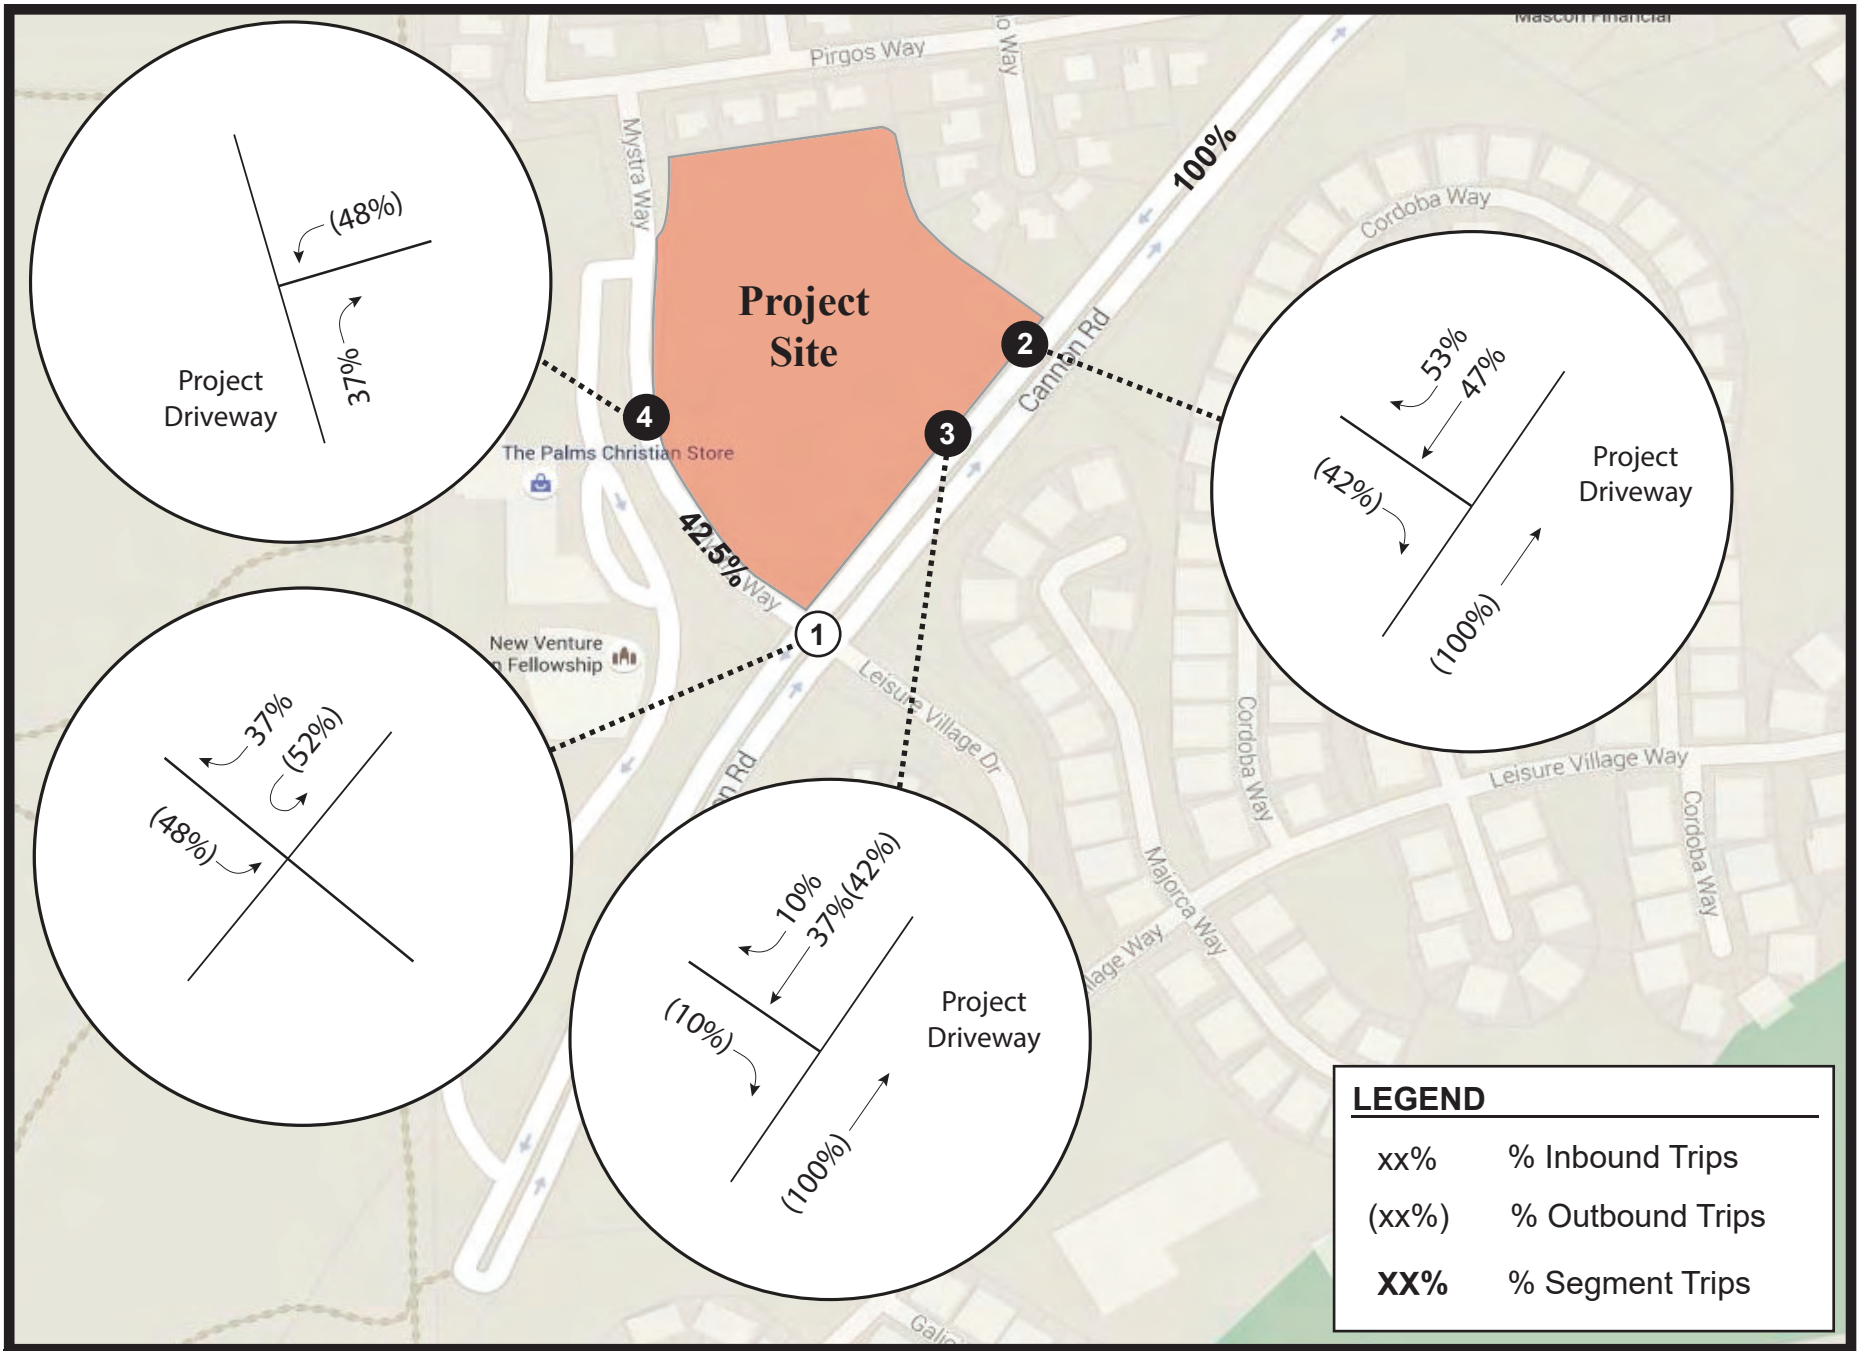 Mascon Financial
Pirgos Way
Mystra Way
100%
Cordoba Way
(48%)
37%
Project
Driveway
Project
Site
2
Cannon Rd
4
3
The Palms Christian Store
53%
47%
(42%)
(100%)
Project
Driveway
42.5%
Way
1
New Venture
n Fellowship
Leisure Village Dr
37%
(52%)
(48%)
on Rd
Cordoba Way
Leisure Village Way
Cordoba Way
Majorca Way
lage Way
10%
37%(42%)
(10%)
(100%)
Project
Driveway
LEGEND
xx% % Inbound Trips
(xx%) % Outbound Trips
XX% % Segment Trips